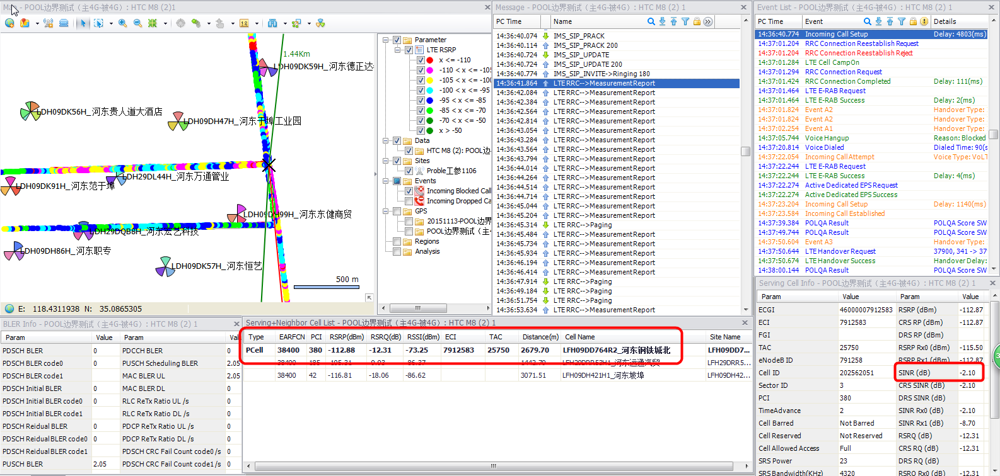 Map - POOL边界测试（主4G-被4G）: HTC M8 (2)1
1.44Km
LDH09DK59H_河东德正达
LDH09DK56H_河东贵人道大酒店
LDH09DH47H_河东于埠工业园
LDH29DL44H_河东万通管业
LDH09DK91H_河东范于埠
LDH09DH99H_河东东健商贸
LDH29DQB8H_河东宏艺科技
LDH09DH86H_河东职专
LDH09DK57H_河东恒艺
500 m
E: 118.4311938 N: 35.0865305
Parameter
LTE RSRP
x <= -110
-110 < x <= -105
-105 < x <= -100
-100 < x <= -95
-95 < x <= -85
-85 < x <= -70
-70 < x <= -50
x > -50
Data
HTC M8 (2): POOL边
Sites
Proble工参1106
Events
Incoming Blocked Call
Incoming Dropped Ca
GPS
20151113-POOL边界
POOL边界测试（主4
Regions
Analysis
Message - POOL边界测试（主4G-被4G）: HTC M8 (2) 1
PC Time Name
14:36:40.074 IMS_SIP_PRACK
14:36:40.114 IMS_SIP_PRACK 200
14:36:40.724 IMS_SIP_UPDATE
14:36:40.724 IMS_SIP_UPDATE 200
14:36:40.774 IMS_SIP_INVITE->Ringing 180
14:36:41.864 LTE RRC-->MeasurementReport
14:36:42.084 LTE RRC-->MeasurementReport
14:36:42.384 LTE RRC-->MeasurementReport
14:36:42.564 LTE RRC-->MeasurementReport
14:36:42.814 LTE RRC-->MeasurementReport
14:36:43.054 LTE RRC-->MeasurementReport
14:36:43.284 LTE RRC-->MeasurementReport
14:36:43.564 LTE RRC-->MeasurementReport
14:36:43.794 LTE RRC-->MeasurementReport
14:36:44.014 LTE RRC-->MeasurementReport
14:36:44.264 LTE RRC-->MeasurementReport
14:36:44.514 LTE RRC-->MeasurementReport
14:36:44.714 LTE RRC-->MeasurementReport
14:36:45.044 LTE RRC-->MeasurementReport
14:36:45.204 LTE RRC-->MeasurementReport
14:36:45.314 LTE RRC-->Paging
14:36:45.484 LTE RRC-->MeasurementReport
14:36:45.734 LTE RRC-->MeasurementReport
14:36:45.934 LTE RRC-->MeasurementReport
14:36:46.194 LTE RRC-->MeasurementReport
14:36:46.414 LTE RRC-->MeasurementReport
14:36:47.914 LTE RRC-->Paging
14:36:49.184 LTE RRC-->Paging
14:36:51.754 LTE RRC-->Paging
14:36:53.634 LTE RRC-->MeasurementReport
Event List - POOL边界测试（主4G-被4G）: HTC M8 (2) 1
PC Time Event Details
14:36:40.774 Incoming Call Setup Delay: 4803(ms)
14:37:01.204 RRC Connection Reestablish Request
14:37:01.204 RRC Connection Reestablish Reject
14:37:01.284 LTE Cell CampOn
14:37:01.294 RRC Connection Request
14:37:01.424 RRC Connection Completed Delay: 111(ms)
14:37:01.464 LTE E-RAB Request
14:37:01.464 LTE E-RAB Success Delay: 2(ms)
14:37:01.824 Event A2 Handover Type:
14:37:01.824 Event A2 Handover Type:
14:37:02.254 Event A1 Handover Type:
14:37:05.744 Voice Hangup Reason: Blocked
14:37:20.814 Voice Dialed Dialed Time: 90(s
14:37:22.054 Incoming Call Attempt Voice Type: VoLT
14:37:22.244 LTE E-RAB Request
14:37:22.244 LTE E-RAB Success Delay: 4(ms)
14:37:22.274 Active Dedicated EPS Request
14:37:22.274 Active Dedicated EPS Success
14:37:23.204 Incoming Call Setup Delay: 1140(ms)
14:37:23.584 Incoming Call Established
14:37:39.384 POLQA Result POLQA Score SW
14:37:49.744 POLQA Result POLQA Score SW
14:37:50.604 Event A3 Handover Type:
14:37:50.644 LTE Handover Request 37900, 341 -> 37
14:37:50.674 LTE Handover Success Handover Delay:
14:38:00.144 POLQA Result POLQA Score SW
BLER Info - POOL边界测试（主4G-被4G）: HTC M8 (2) 1
Param Value Param Val
PDSCH BLER PDCCH BLER
PDSCH BLER code0 0 PUSCH Scheduling BLER 2.05
PDSCH BLER code1 0 MAC BLER UL 2.05
PDSCH Initial BLER 0 MAC BLER DL 0
PDSCH Initial BLER code0 0 RLC ReTx Ratio UL /s 0
PDSCH Initial BLER code1 RLC ReTx Ratio DL /s 0
PDSCH Reidual BLER 0 PDCP ReTx Ratio UL /s 0
PDSCH Reidual BLER code0 0 PDCP ReTx Ratio DL /s 0
PDSCH Reidual BLER code1 PDSCH CRC Fail Count code0 /s 0
PUSCH BLER 2.05 PDSCH CRC Fail Count code1 /s 0
Serving+Neighbor Cell List - POOL边界测试（主4G-被4G）: HTC M8 (2) 1
Type EARFCN PCI RSRP(dBm) RSRQ(dB) RSSI(dBm) ECI TAC Distance(m) Cell Name Site Name
PCell 38400 380 -112.88 -12.31 -73.25 7912583 25750 2679.70 LFH09DD764R2_河东钢铁城北 LFH09DD7...
38400 185 -105.31 -9.93 -86.37 1442.70 LFH29DRR53H1_河东运通汽贸 LFH29DRR5...
38400 42 -116.81 -18.06 -86.62 3071.51 LFH09DH421H1_河东坡埠 LFH09DH42...
Serving Cell Info - POOL边界测试（主4G-被4G）: HTC M8 (2) 1
Param Value Param Value
ECGI 46000007912583 RSRP (dBm) -112.87
ECI 7912583 CRS RP (dBm) -112.87
FGI DRS RP (dBm)
TAC 25750 RSRP Rx0 (dBm) -115.50
eNodeB ID 791258 RSRP Rx1 (dBm) -112.87
Cell ID 202562051 SINR (dB) -2.10
Sector ID 3 CRS SINR (dB) -2.10
PCI 380 DRS SINR (dB)
TimeAdvance 2 SINR Rx0 (dB) -2.10
Cell Barred Not Barred SINR Rx1 (dB) -8.70
Cell Reserved Not Reserved RSRQ (dB) -12.31
Cell Allowed Access Full CRS RQ (dB) -12.31
SRS Power 23 DRS RQ (dB)
SRS Bandwidth(KHz) 4320 RSRQ Rx0 (dB) -12.31